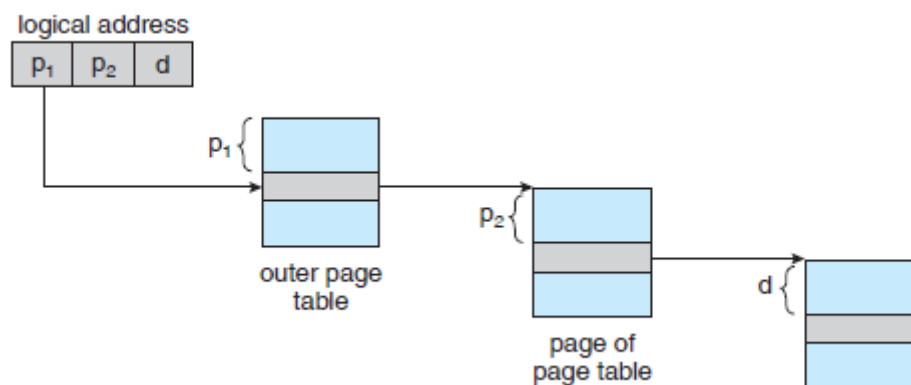 logical address
p₁ p₂ d
p₁
outer page
table
p₂
page of
page table
d